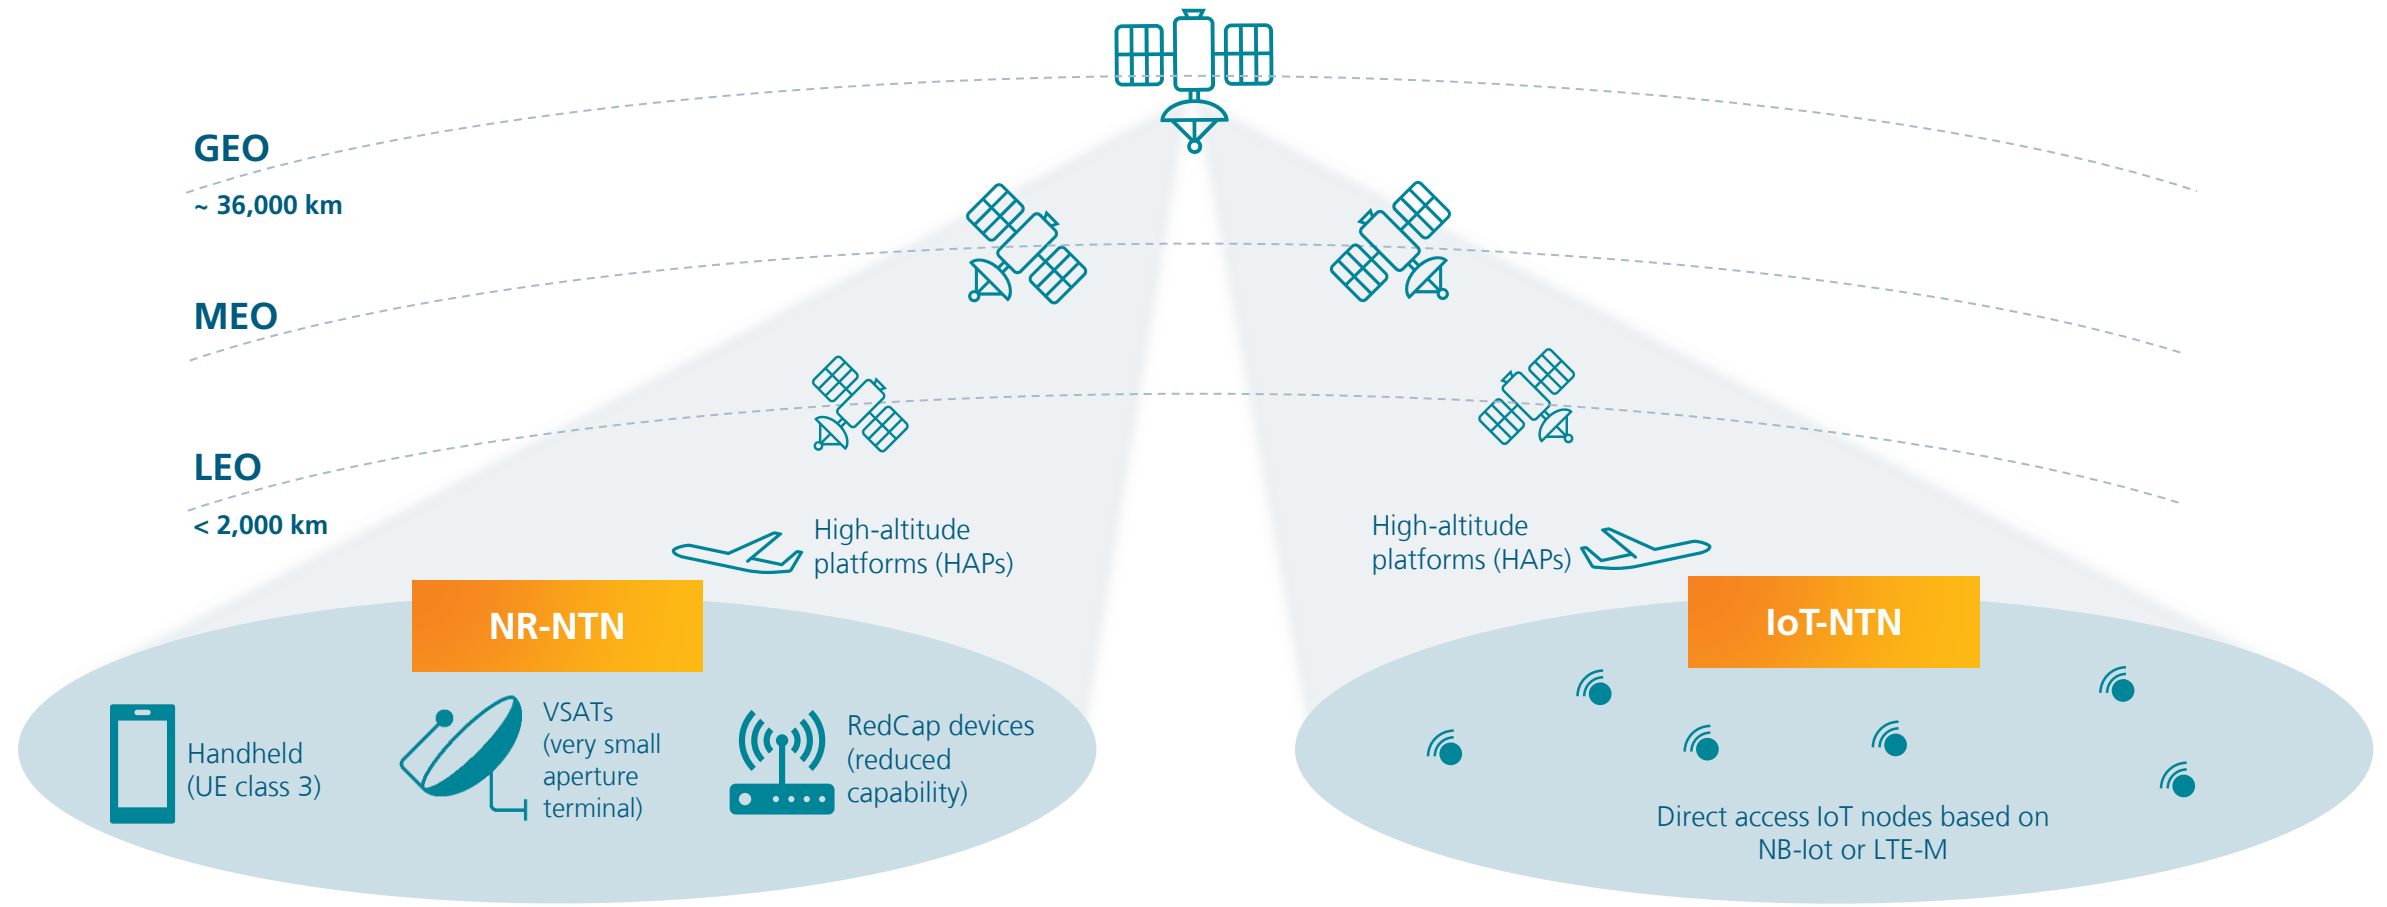 GEO
~ 36,000 km
MEO
LEO
< 2,000 km
High-altitude
platforms (HAPs)
High-altitude
platforms (HAPs)
NR-NTN
Handheld
(UE class 3)
VSATs
(very small
aperture
terminal)
RedCap devices
(reduced
capability)
IoT-NTN
Direct access IoT nodes based on
NB-Iot or LTE-M